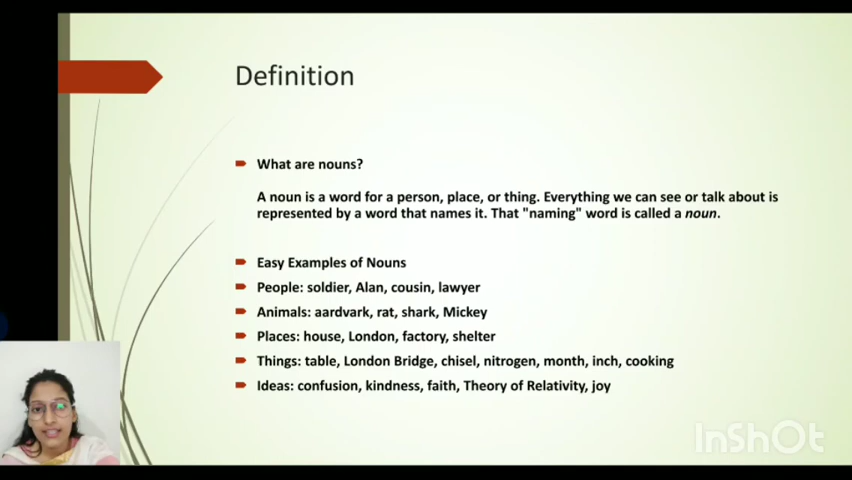 Definition
What are nouns?
A noun is a word for a person, place, or thing. Everything we can see or talk about is
represented by a word that names it. That "naming" word is called a noun.
Easy Examples of Nouns
People: soldier, Alan, cousin, lawyer
Animals: aardvark, rat, shark, Mickey
Places: house, London, factory, shelter
Things: table, London Bridge, chisel, nitrogen, month, inch, cooking
Ideas: confusion, kindness, faith, Theory of Relativity, joy
InShOt